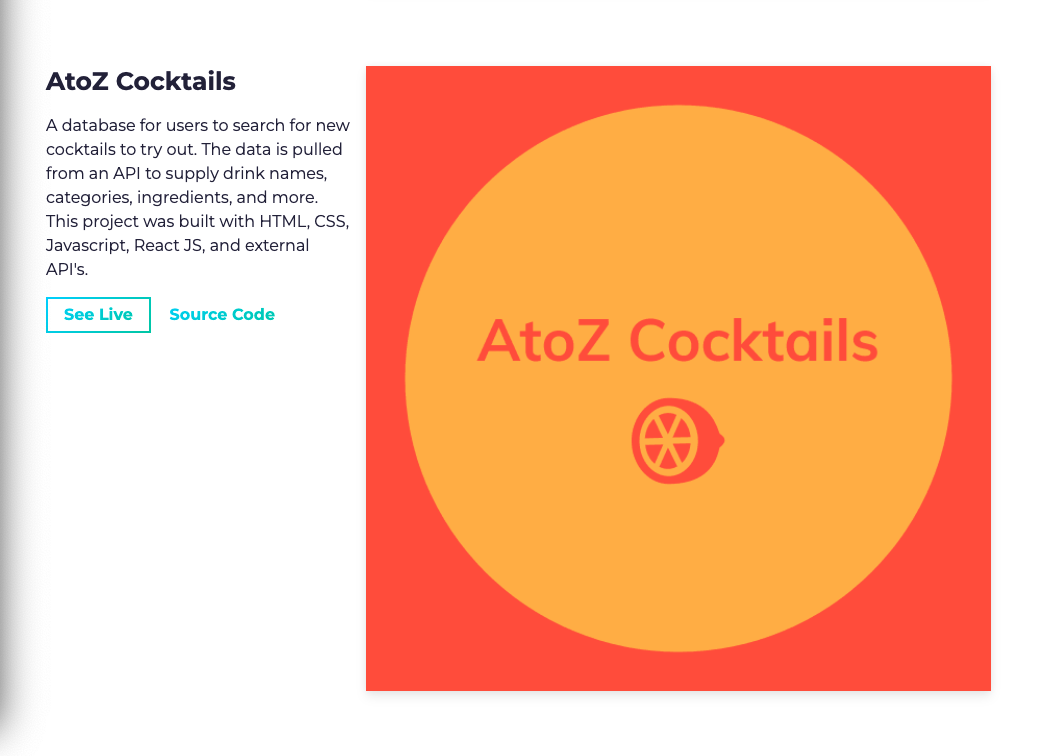 AtoZ Cocktails
A database for users to search for new
cocktails to try out. The data is pulled
from an API to supply drink names,
categories, ingredients, and more.
This project was built with HTML, CSS,
Javascript, React JS, and external
API's.
See Live Source Code
AtoZ Cocktails